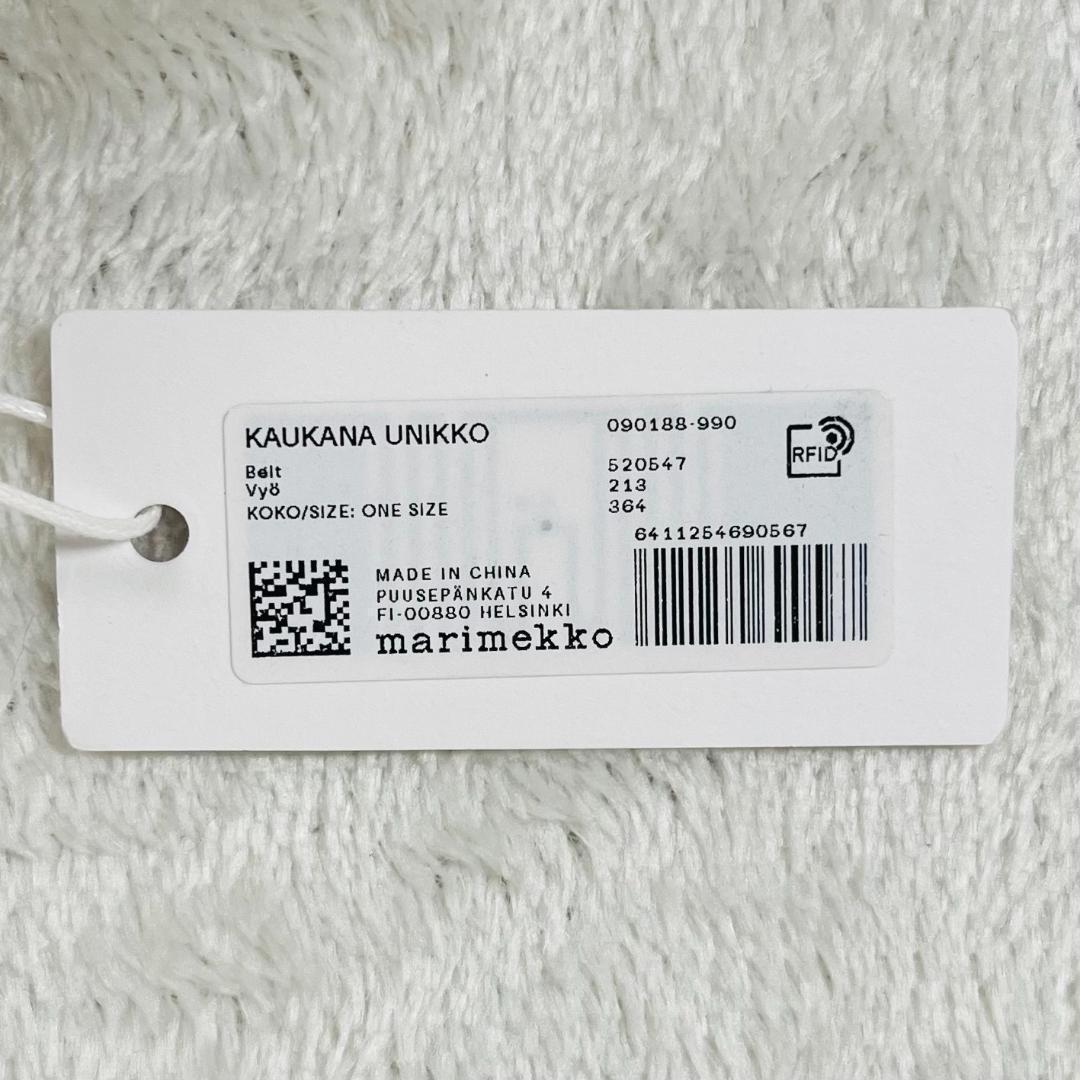 KAUKANA UNIKKO
Belt
Vyö
KOKO/SIZE: ONE SIZE
090188-990
520547
213
364
RFID
6411254690567
MADE IN CHINA
PUUSEPÄNKATU 4
FI-00880 HELSINKI
marimekko